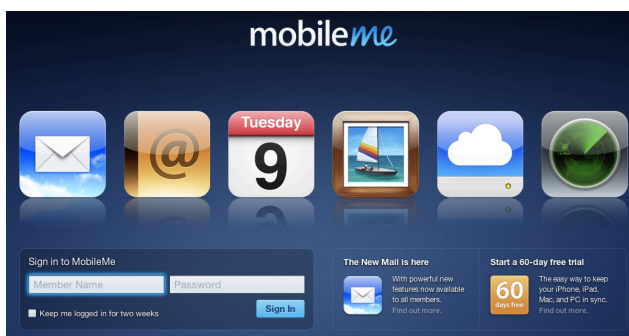 mobileme
@
Tuesday
9
Sign in to MobileMe
Member Name
Password
Keep me logged in for two weeks
Sign In
The New Mail is here
With powerful new
features now available
to all members.
Find out more.
Start a 60-day free trial
60
days free
The easy way to keep
your iPhone, iPad,
Mac, and PC in sync.
Find out more.